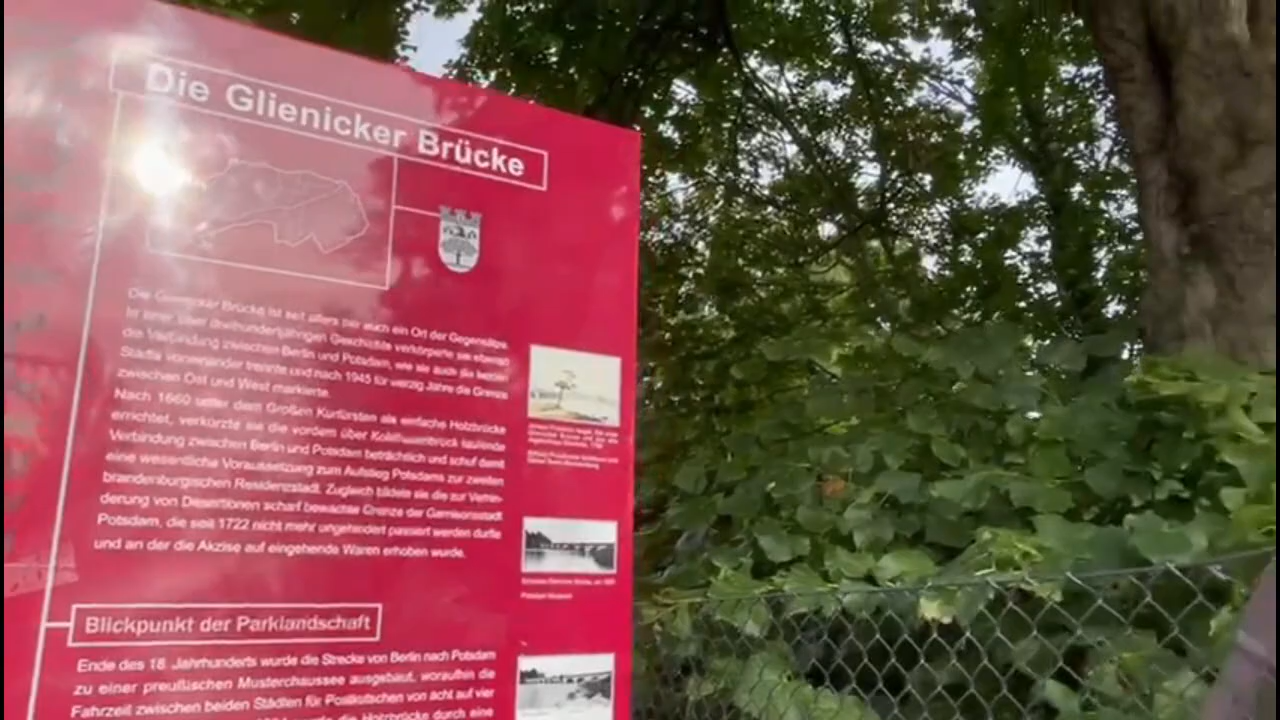 Die Glienicker Brücke
Die Glienicker Brücke ist seit alters her auch ein Ort der Gegensätze.
In ihrer über dreihundertjährigen Geschichte verkörperte sie ebenso
die Verbindung zwischen Berlin und Potsdam, wie sie auch die beiden
Städte voneinander trennte und nach 1945 für vierzig Jahre die Grenze
zwischen Ost und West markierte.
Nach 1660 unter dem Großen Kurfürsten als einfache Holzbrücke
errichtet, verkürzte sie die vordem über Kohlhasenbrück laufende
Verbindung zwischen Berlin und Potsdam beträchtlich und schuf damit
eine wesentliche Voraussetzung zum Aufstieg Potsdams zur zweiten
brandenburgischen Residenzstadt. Zugleich bildete sie die zur Verhin-
derung von Desertionen scharf bewachte Grenze der Garnisonsstadt
Potsdam, die seit 1722 nicht mehr ungehindert passiert werden durfte
und an der die Akzise auf eingehende Waren erhoben wurde.
Blickpunkt der Parklandschaft
Ende des 18. Jahrhunderts wurde die Strecke von Berlin nach Potsdam
zu einer preußischen Musterchaussee ausgebaut, woraufhin die
Fahrzeit zwischen beiden Städten für Postkutschen von acht auf vier
wurde die Holzbrücke durch eine